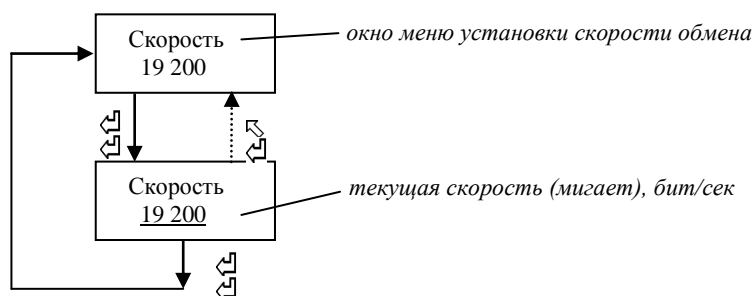 Скорость
19 200
окно меню установки скорости обмена
Скорость
19 200
текущая скорость (мигает), бит/сек